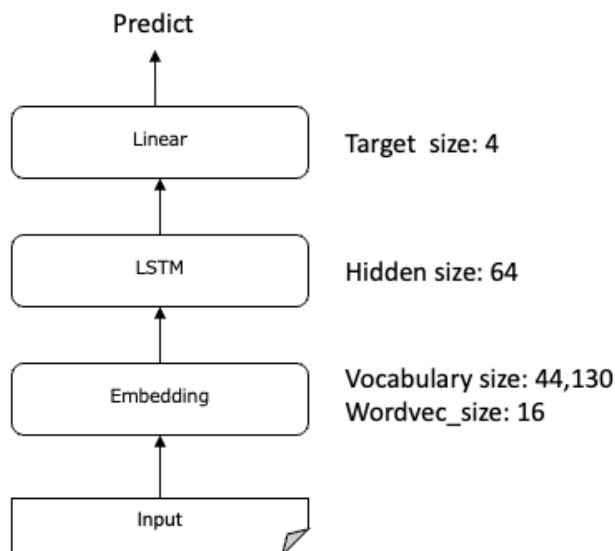 Predict
Linear
Target size: 4
LSTM
Hidden size: 64
Embedding
Vocabulary size: 44,130
Wordvec_size: 16
Input